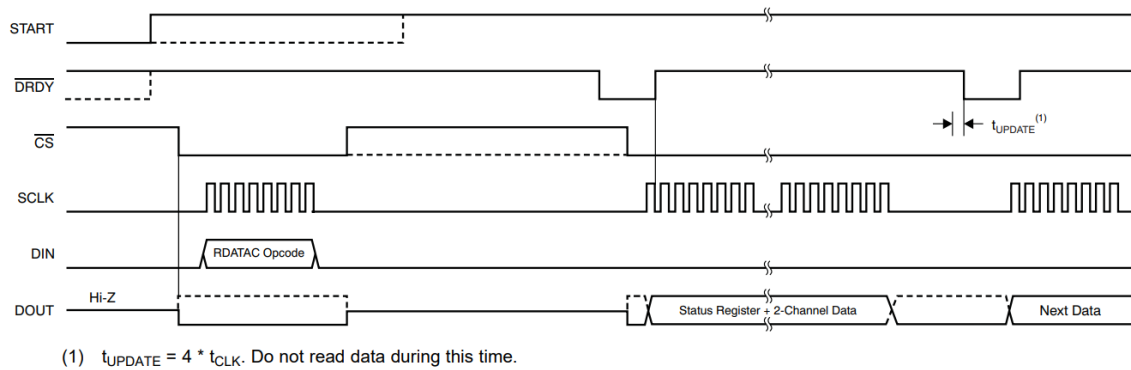 START
DRDY
tUPDATE(1)
CS
SCLK
DIN
RDATAC Opcode
Hi-Z
DOUT
Status Register + 2-Channel Data
Next Data
(1) tUPDATE = 4 * tCLK. Do not read data during this time.